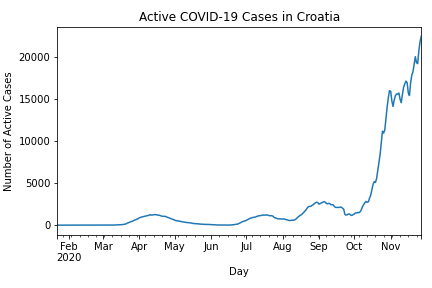 Active COVID-19 Cases in Croatia
Number of Active Cases
20000
15000
10000
5000
0
Feb Mar Apr May Jun Jul Aug Sep Oct Nov
2020
Day